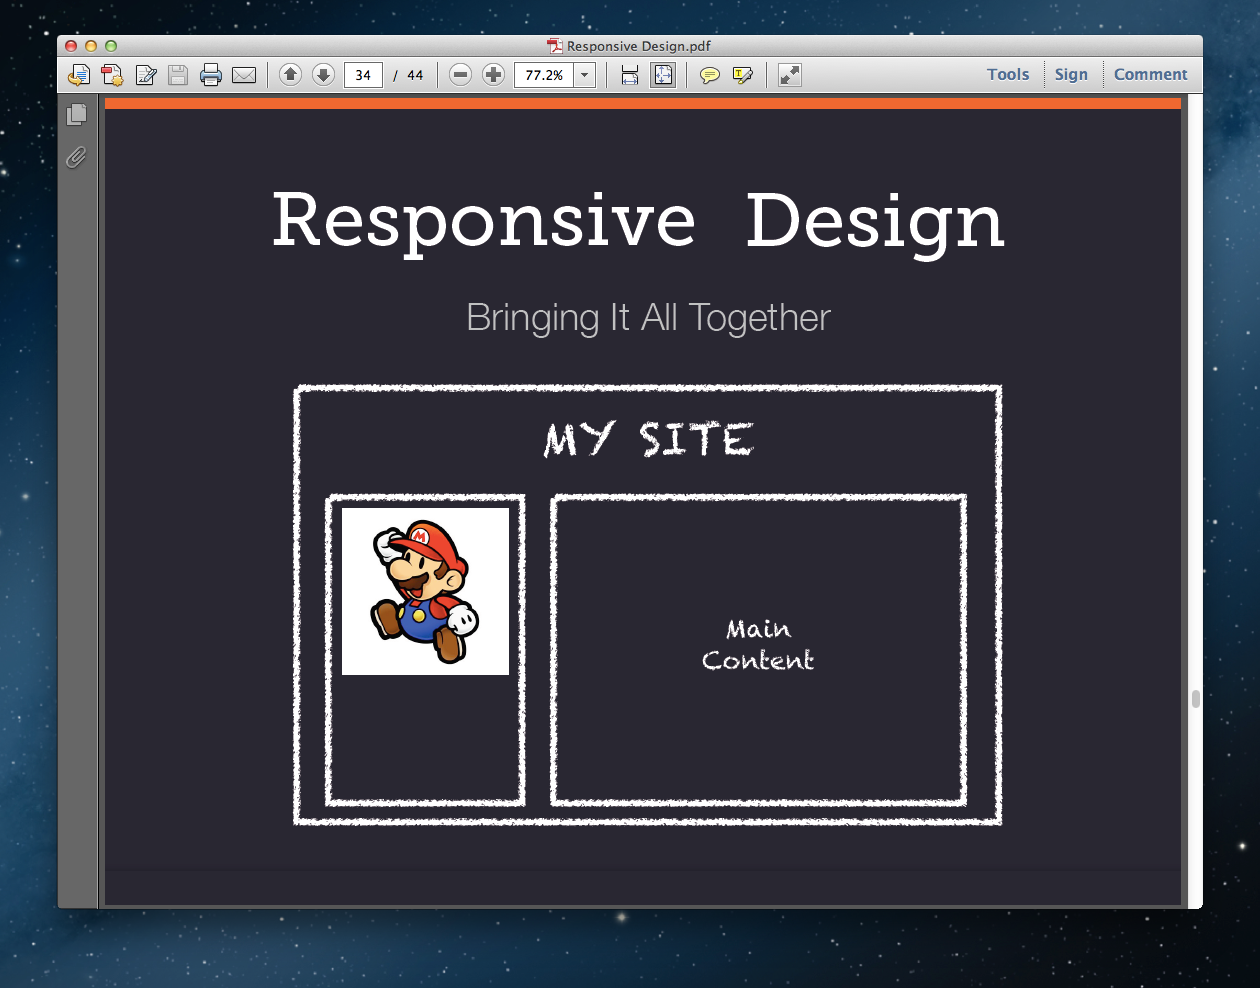 Responsive Design.pdf
34 / 44 77.2% Tools Sign Comment
Responsive Design
Bringing It All Together
MY SITE
M
Main
Content